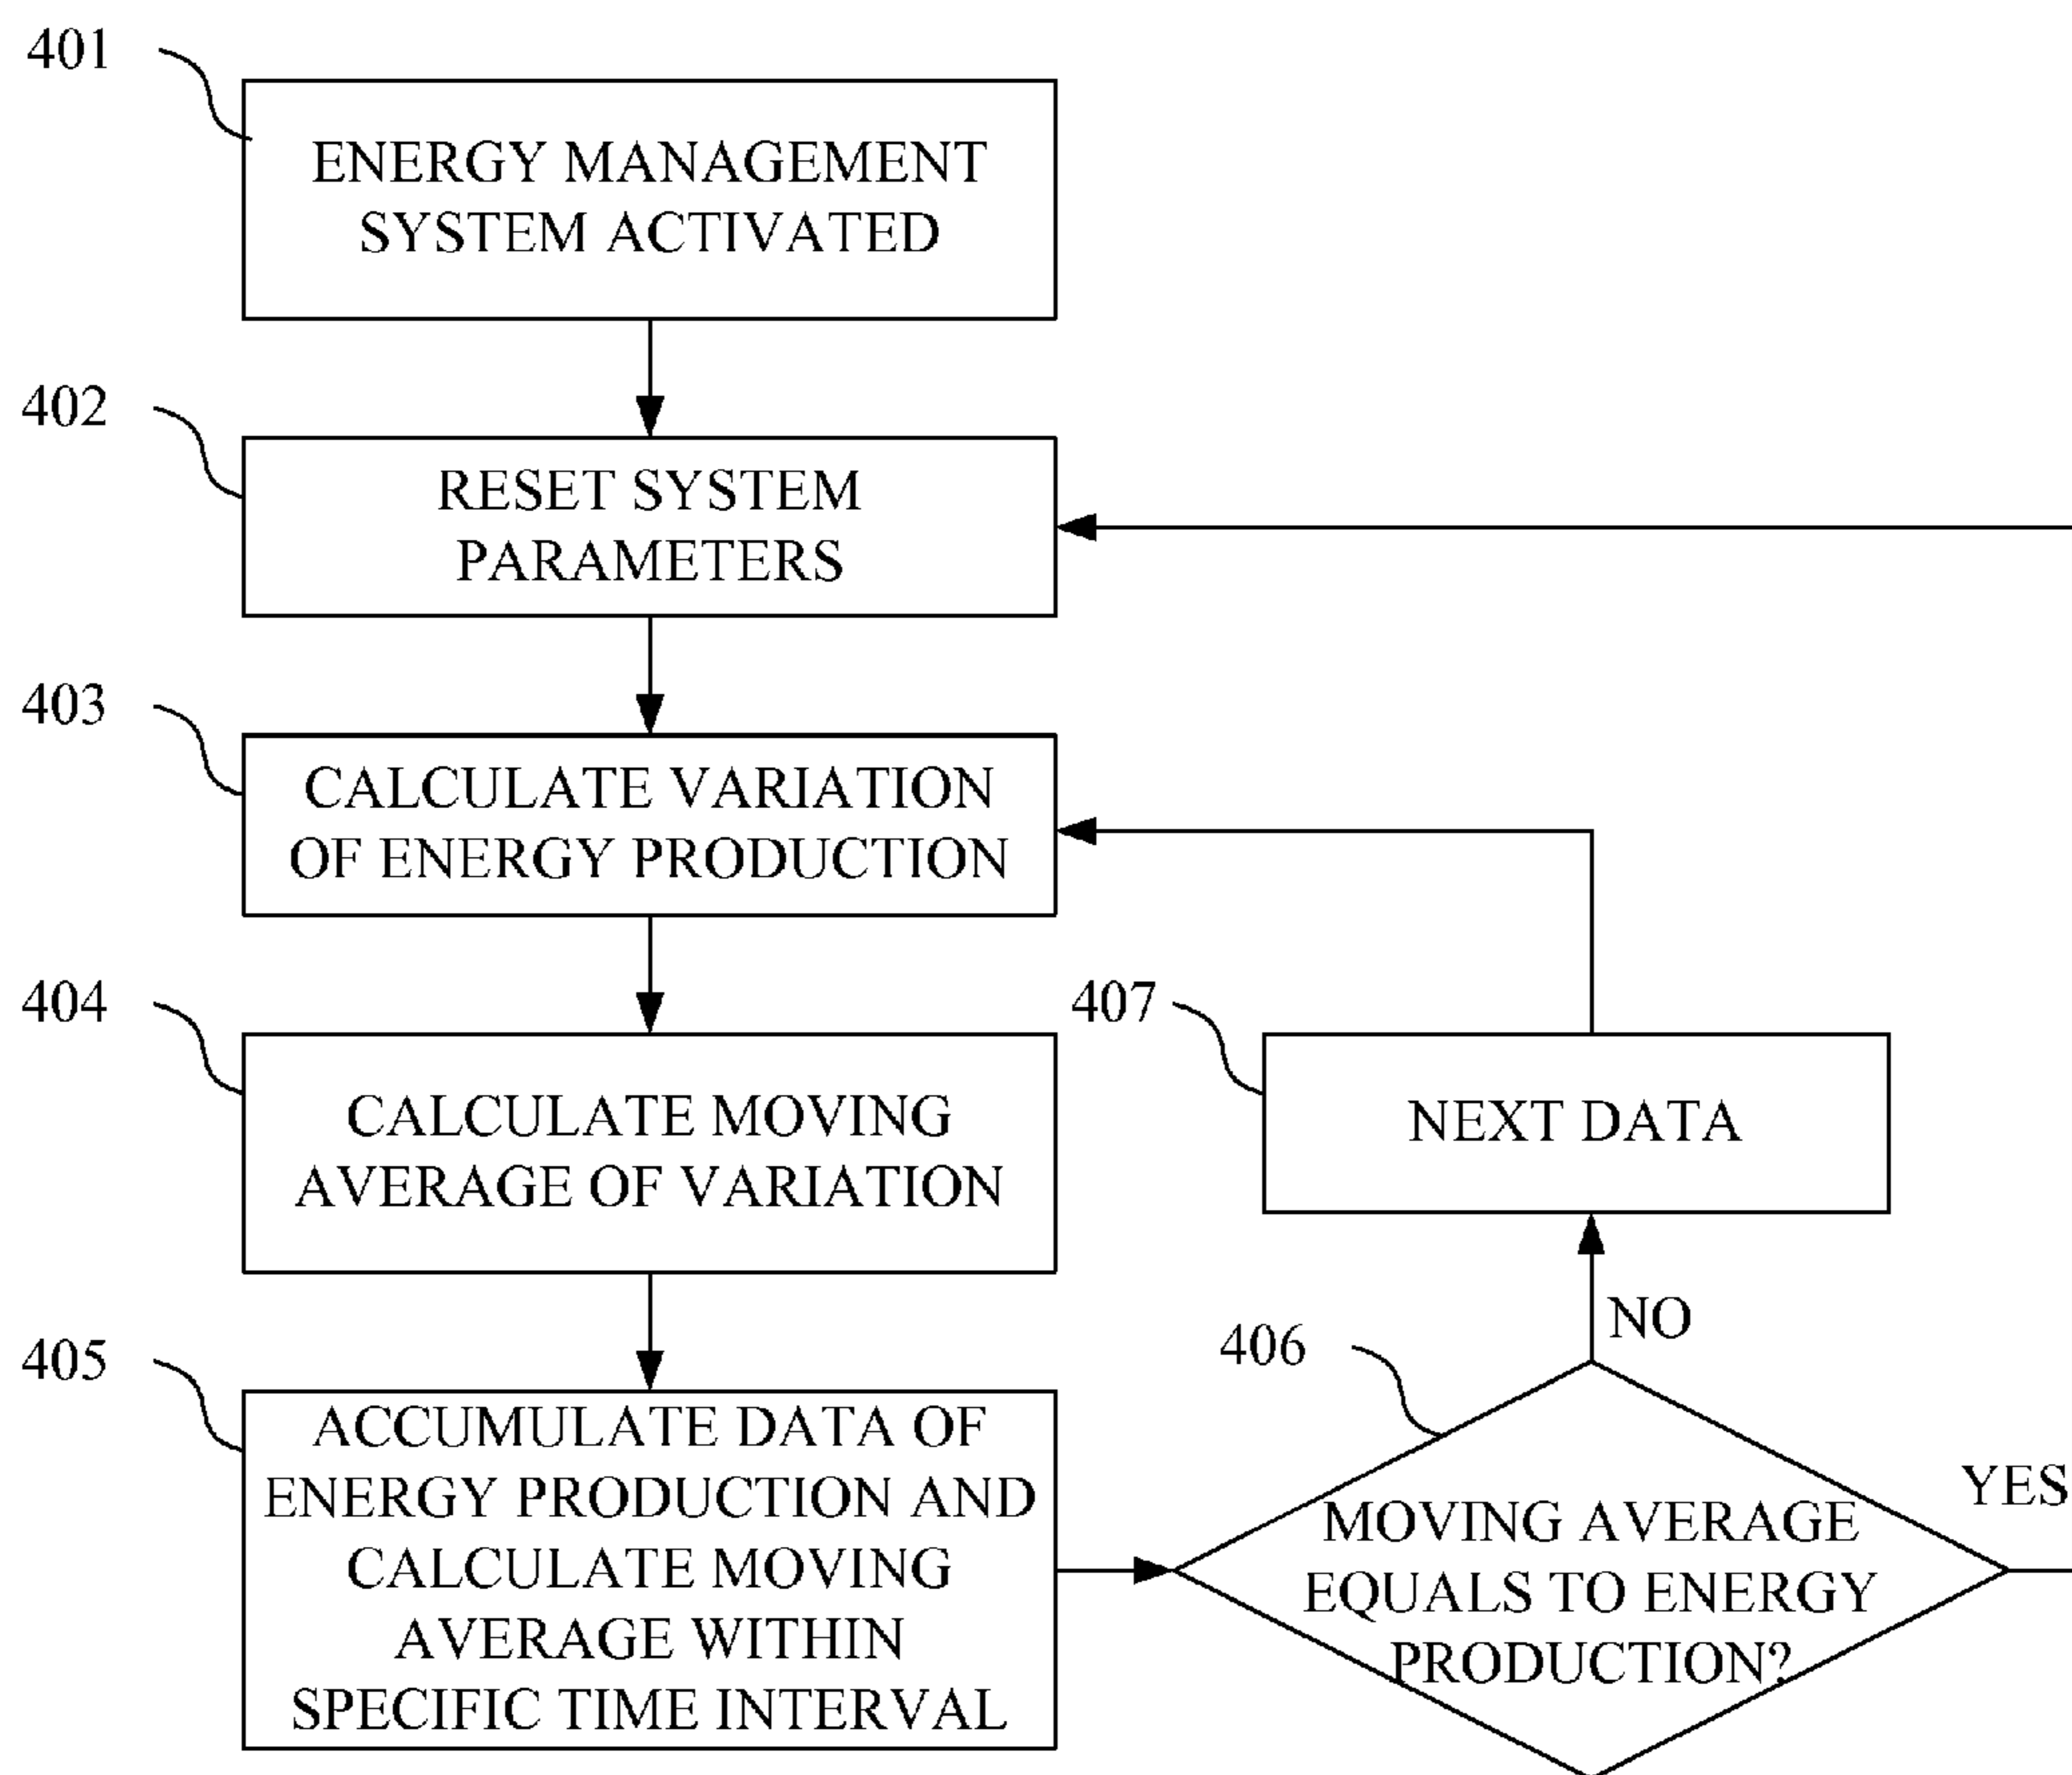 401
ENERGY MANAGEMENT
SYSTEM ACTIVATED
402
RESET SYSTEM
PARAMETERS
403
CALCULATE VARIATION
OF ENERGY PRODUCTION
404
CALCULATE MOVING
AVERAGE OF VARIATION
407
NEXT DATA
NO
405
ACCUMULATE DATA OF
ENERGY PRODUCTION AND
CALCULATE MOVING
AVERAGE WITHIN
SPECIFIC TIME INTERVAL
406
MOVING AVERAGE
EQUALS TO ENERGY
PRODUCTION?
YES